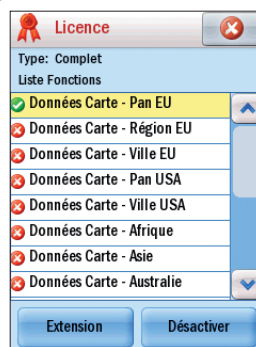 Licence
Type: Complet
Liste Fonctions
Données Carte - Pan EU
Données Carte - Région EU
Données Carte - Ville EU
Données Carte - Pan USA
Données Carte - Ville USA
Données Carte - Afrique
Données Carte - Asie
Données Carte - Australie
Extension
Désactiver